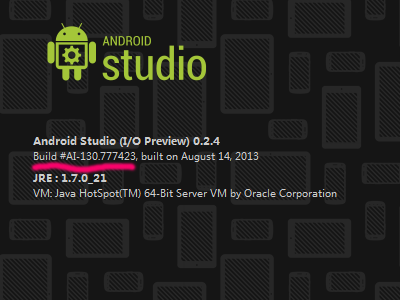 ANDROID
studio
Android Studio (I/O Preview) 0.2.4
Build #AI-130.777423, built on August 14, 2013
JRE : 1.7.0_21
VM: Java HotSpot(TM) 64-Bit Server VM by Oracle Corporation